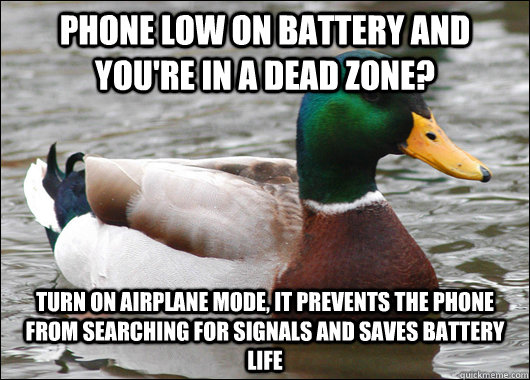 PHONE LOW ON BATTERY AND
YOU'RE IN A DEAD ZONE?
TURN ON AIRPLANE MODE, IT PREVENTS THE PHONE
FROM SEARCHING FOR SIGNALS AND SAVES BATTERY
LIFE
quickmeme.com